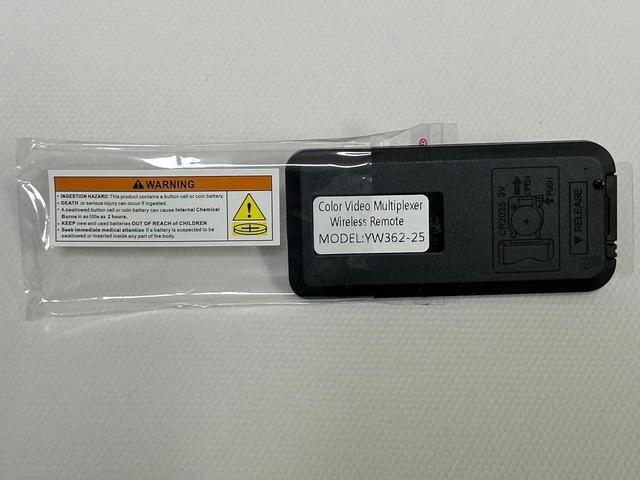 WARNING
• INGESTION HAZARD: This product contains a button cell or coin battery.
• DEATH or serious injury can occur if ingested.
• A swallowed button cell or coin battery can cause Internal Chemical
Burns in as little as 2 hours.
• KEEP new and used batteries OUT OF REACH of CHILDREN
• Seek immediate medical attention if a battery is suspected to be
swallowed or inserted inside any part of the body.
Color Video Multiplexer
Wireless Remote
MODEL:YW362-25
CR2025 3V
OPEN
PUSH
RELEASE